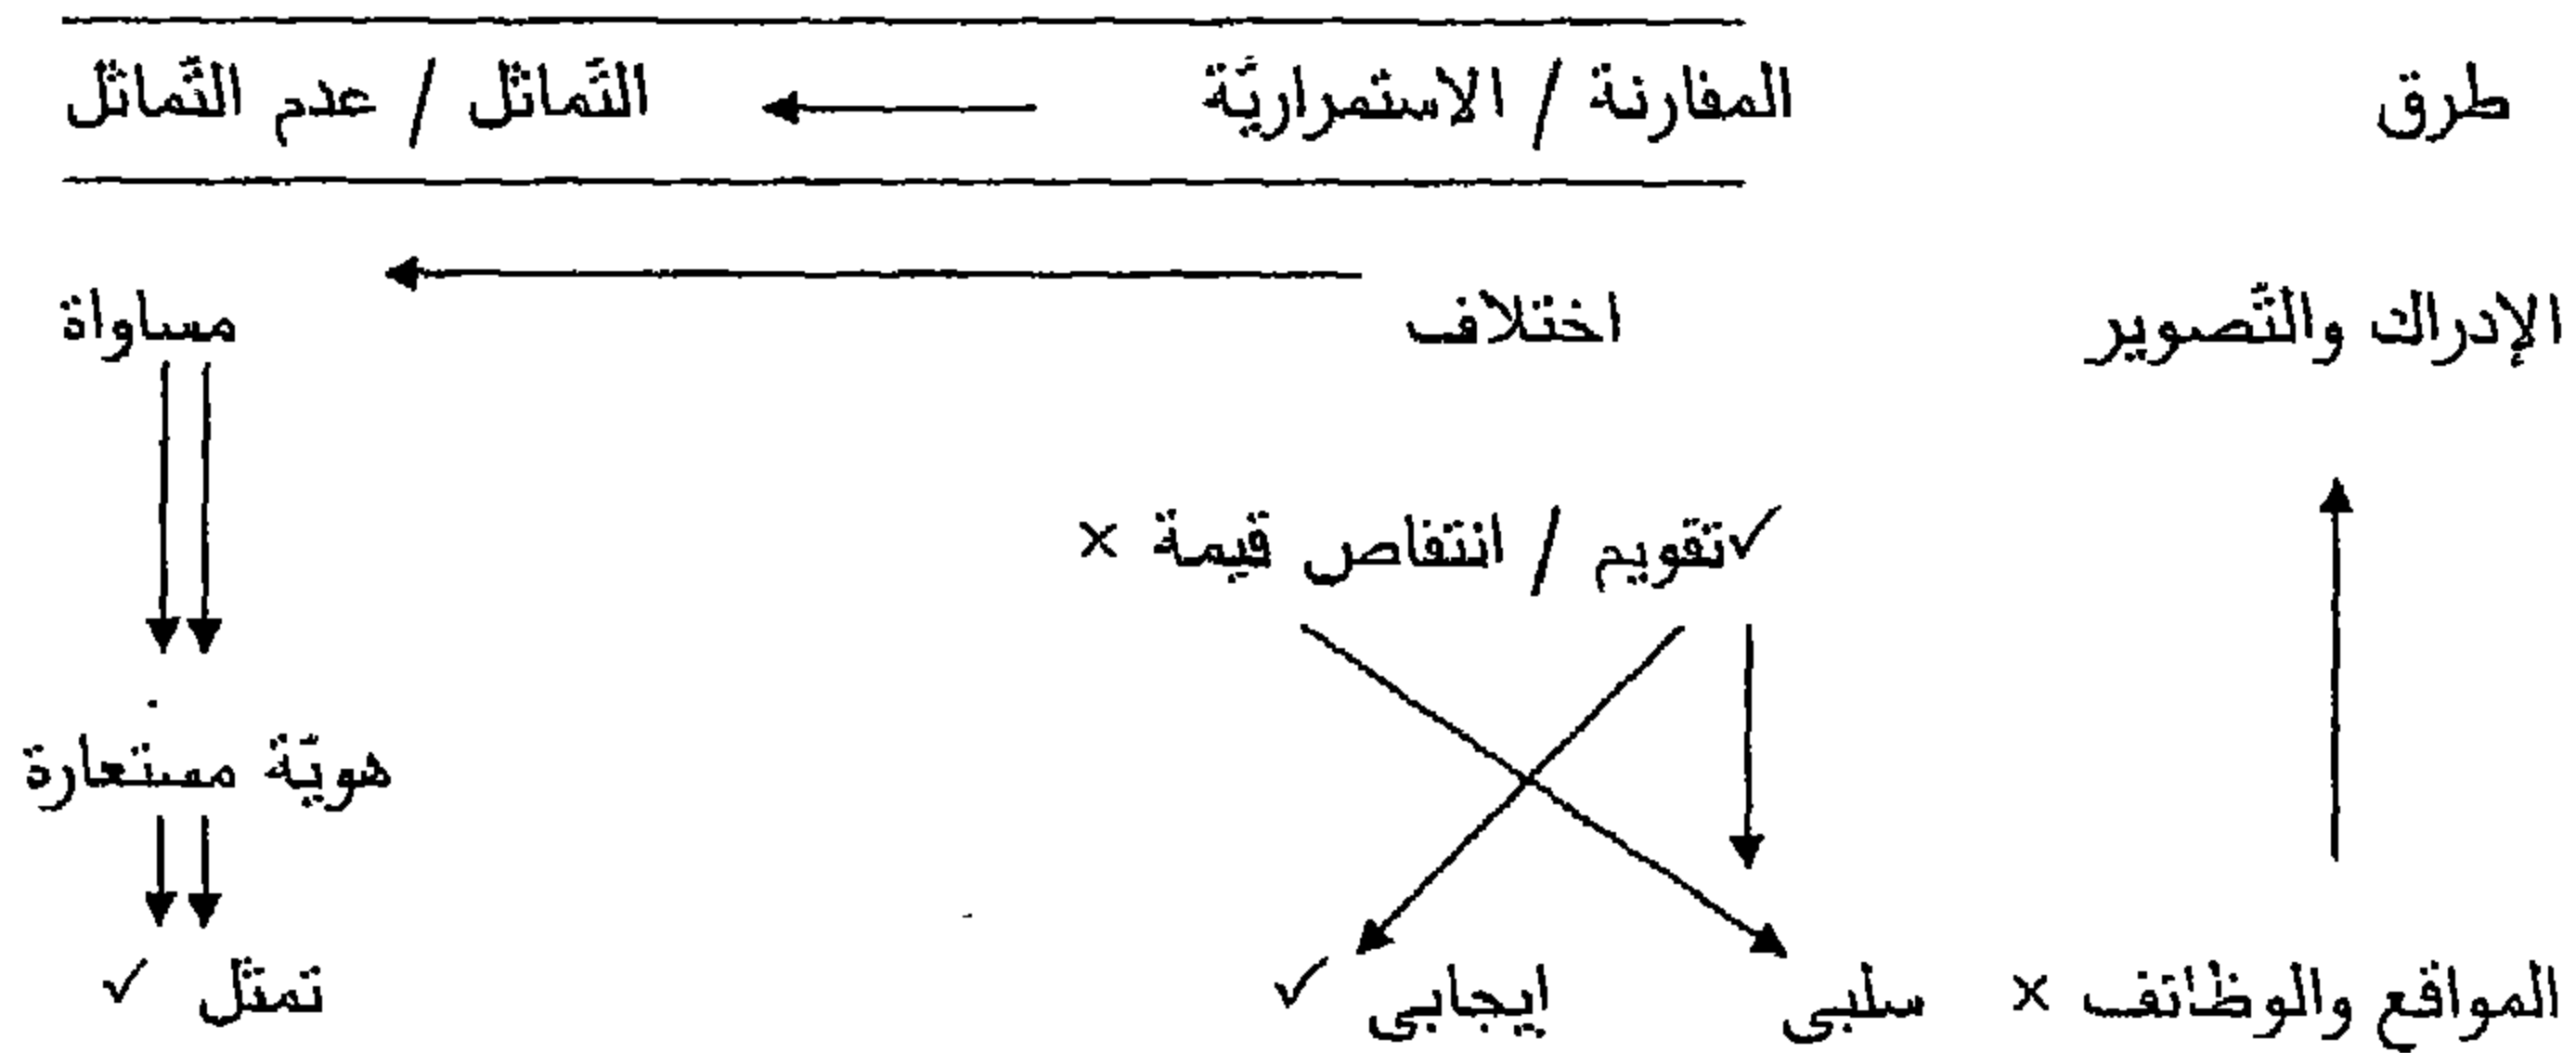 طرق المفارنة / الاستمراريّة التّماثل / عدم التّماثل
الإدراك والتّصوير اختلاف مساواة
✓تقويم / انتقاص قيمة ×
هويّة مستعارة
المواقع والوظائف × سلبى ايجابى ✓ تمثل ✓